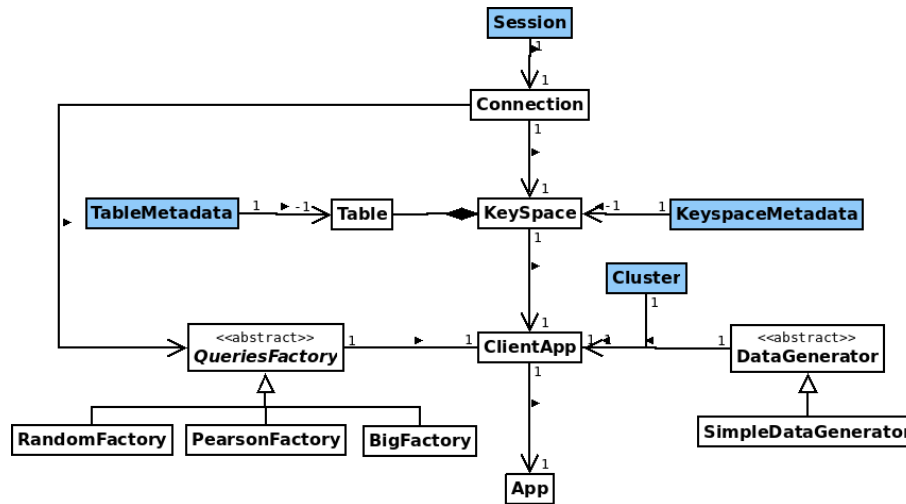 Session
1
1
Connection
1
1
TableMetadata
1
-1
Table
KeySpace
-1
1
KeyspaceMetadata
1
Cluster
1
1
<<abstract>>
QueriesFactory
1
1
ClientApp
1
1
1
<<abstract>>
DataGenerator
1
RandomFactory
PearsonFactory
BigFactory
SimpleDataGenerator
1
App